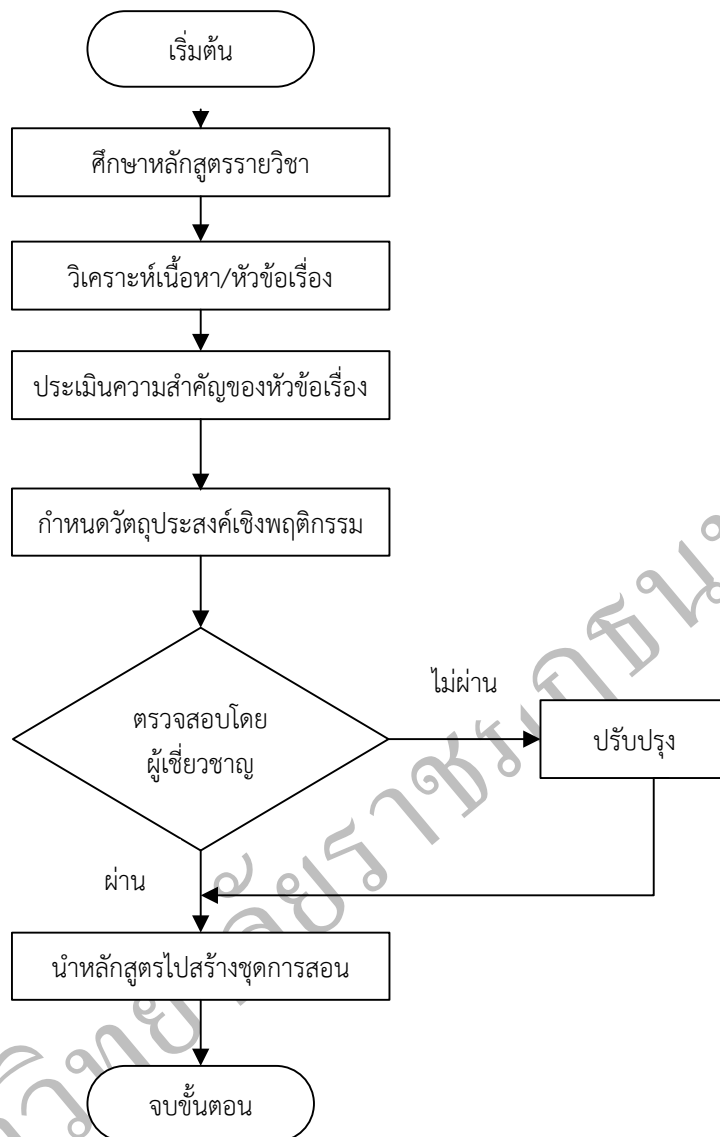 เริ่มต้น
ศึกษาหลักสูตรรายวิชา
วิเคราะห์เนื้อหา/หัวข้อเรื่อง
ประเมินความสำคัญของหัวข้อเรื่อง
กำหนดวัตถุประสงค์เชิงพฤติกรรม
ตรวจสอบโดย
ผู้เชี่ยวชาญ
ไม่ผ่าน
ปรับปรุง
ผ่าน
นำหลักสูตรไปสร้างชุดการสอน
จบขั้นตอน